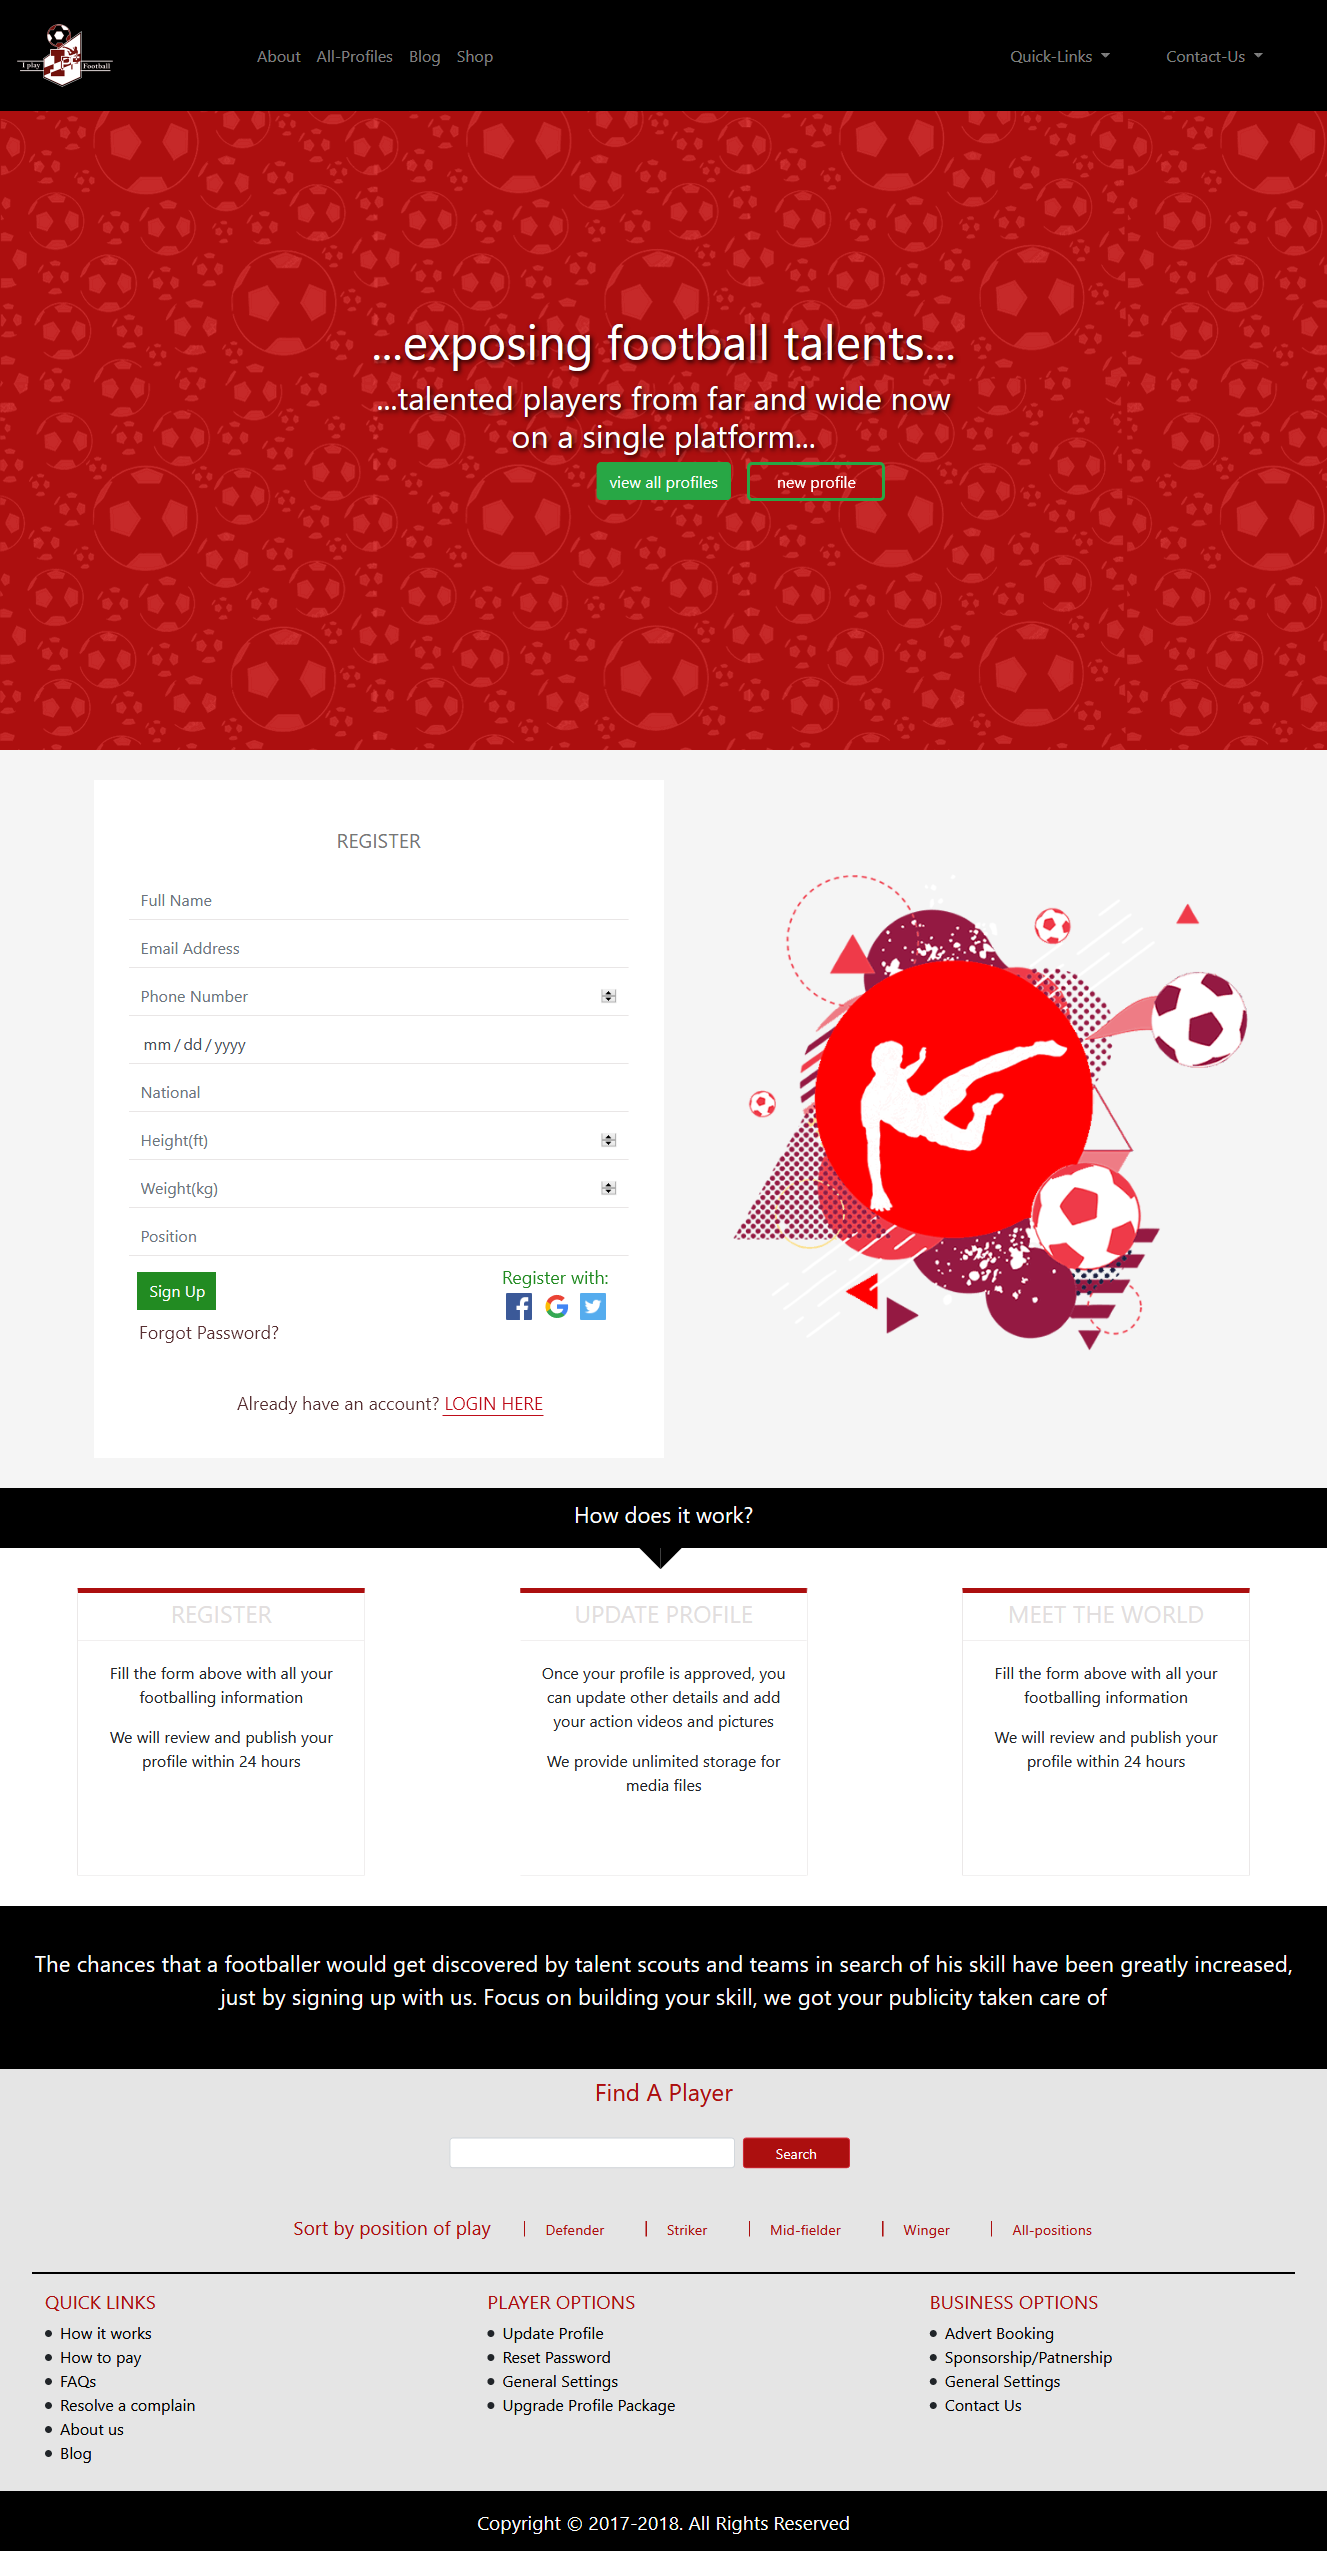 I play Football
About All-Profiles Blog Shop Quick-Links Contact-Us
...exposing football talents...
...talented players from far and wide now
on a single platform...
view all profiles new profile
REGISTER
Full Name
Email Address
Phone Number
mm / dd / yyyy
National
Height(ft)
Weight(kg)
Position
Sign Up
Register with:
Forgot Password?
Already have an account? LOGIN HERE
How does it work?
REGISTER
Fill the form above with all your
footballing information
We will review and publish your
profile within 24 hours
UPDATE PROFILE
Once your profile is approved, you
can update other details and add
your action videos and pictures
We provide unlimited storage for
media files
MEET THE WORLD
Fill the form above with all your
footballing information
We will review and publish your
profile within 24 hours
The chances that a footballer would get discovered by talent scouts and teams in search of his skill have been greatly increased,
just by signing up with us. Focus on building your skill, we got your publicity taken care of
Find A Player
Search
Sort by position of play | Defender | Striker | Mid-fielder | Winger | All-positions
QUICK LINKS
How it works
How to pay
FAQs
Resolve a complain
About us
Blog
PLAYER OPTIONS
Update Profile
Reset Password
General Settings
Upgrade Profile Package
BUSINESS OPTIONS
Advert Booking
Sponsorship/Patnership
General Settings
Contact Us
Copyright © 2017-2018. All Rights Reserved